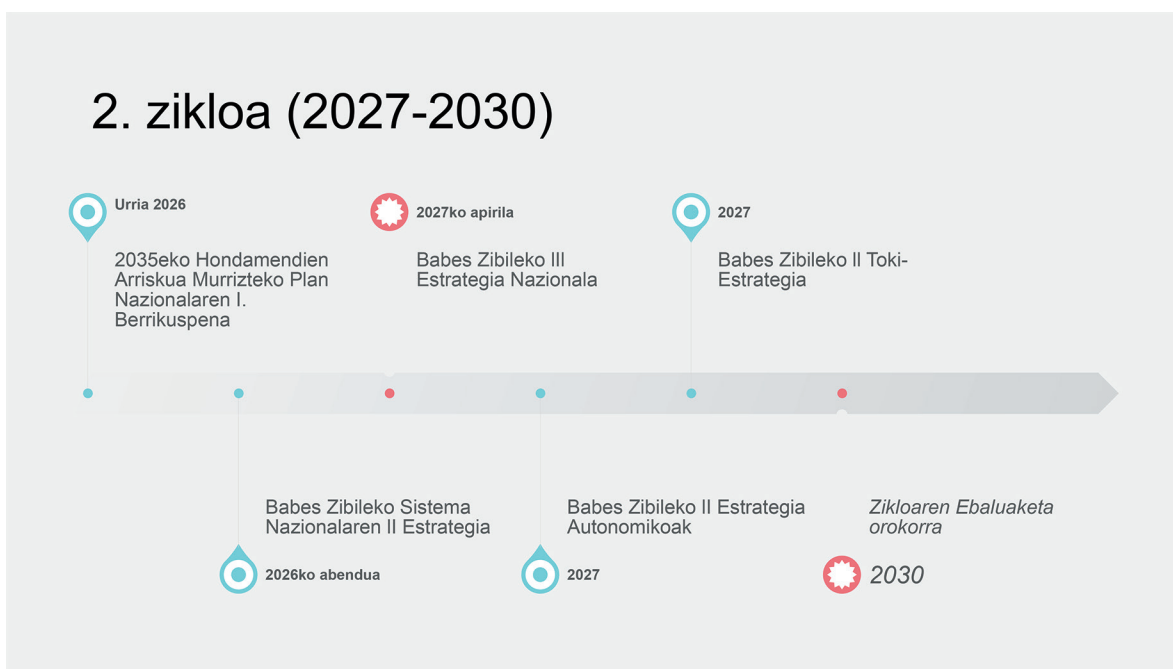 2. zikloa (2027-2030)
Urria 2026
2035eko Hondamendien
Arriskua Murrizteko Plan
Nazionalaren I.
Berrikuspena
2027ko apirila
Babes Zibileko III
Estrategia Nazionala
2027
Babes Zibileko II Toki-
Estrategia
Babes Zibileko Sistema
Nazionalaren II Estrategia
2026ko abendua
Babes Zibileko II Estrategia
Autonomikoak
2027
Zikloaren Ebaluaketa
orokorra
2030